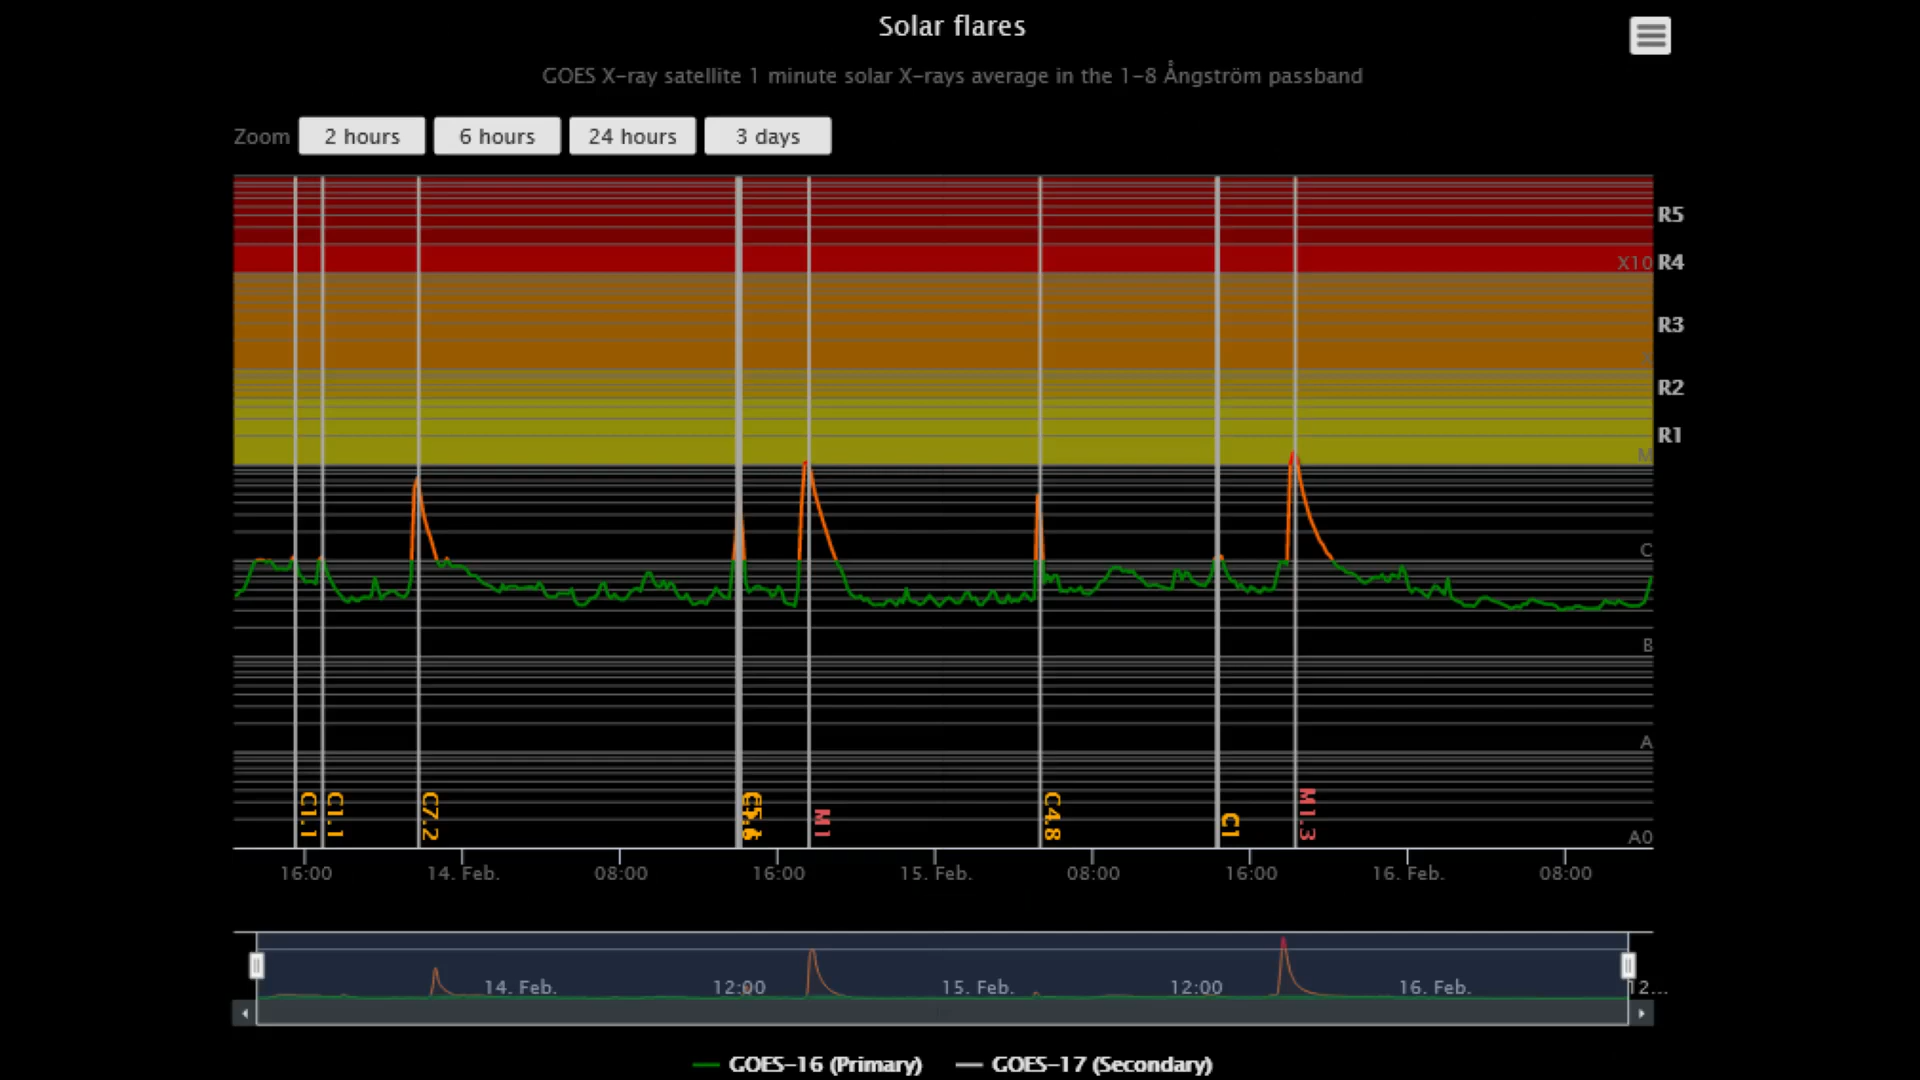 Solar flares
GOES X-ray satellite 1 minute solar X-rays average in the 1-8 Ångström passband
Zoom 2 hours 6 hours 24 hours 3 days
R5
X10 R4
R3
R2
R1
M
C
B
A
A0
C1.1 C1.1 C7.2 M1 C4.8 C1 M1.3
16:00 14. Feb. 08:00 16:00 15. Feb. 08:00 16:00 16. Feb. 08:00
14. Feb. 12:00 15. Feb. 12:00 16. Feb. 12...
GOES-16 (Primary) GOES-17 (Secondary)